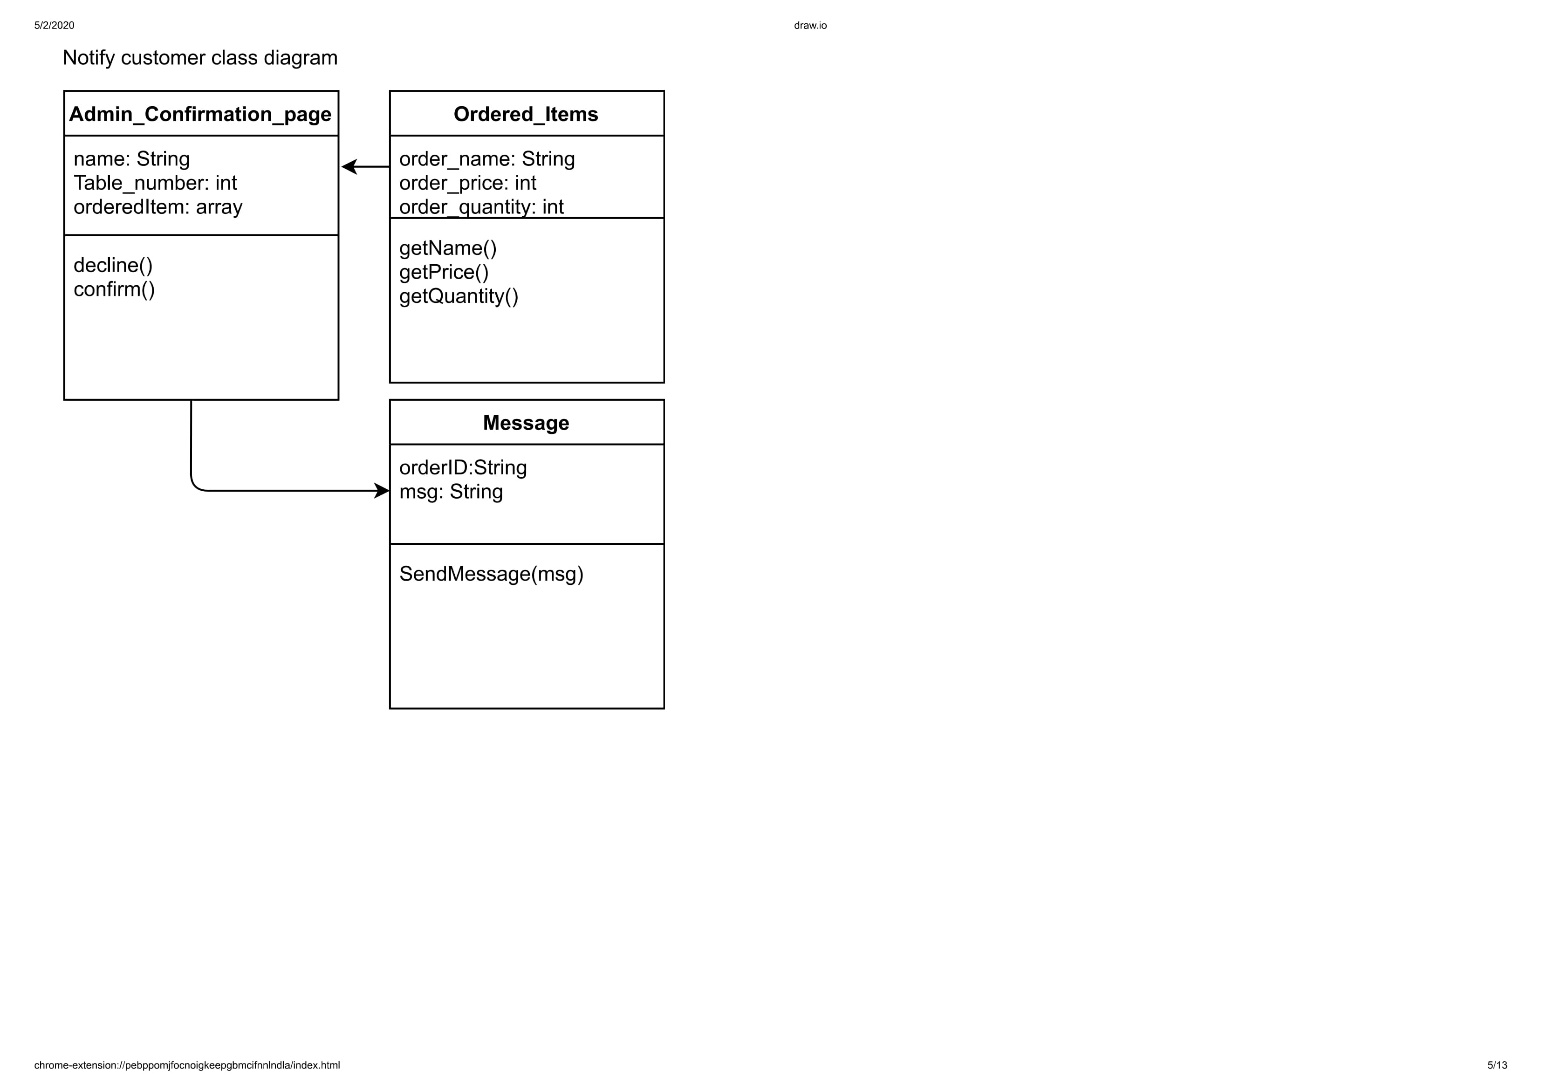 5/2/2020
draw.io
Notify customer class diagram
Admin_Confirmation_page
name: String
Table_number: int
orderedItem: array
decline()
confirm()
Ordered_Items
order_name: String
order_price: int
order_quantity: int
getName()
getPrice()
getQuantity()
Message
orderID:String
msg: String
SendMessage(msg)
chrome-extension://pebppomjfocnoigkeepgbmcifnnlndla/index.html
5/13